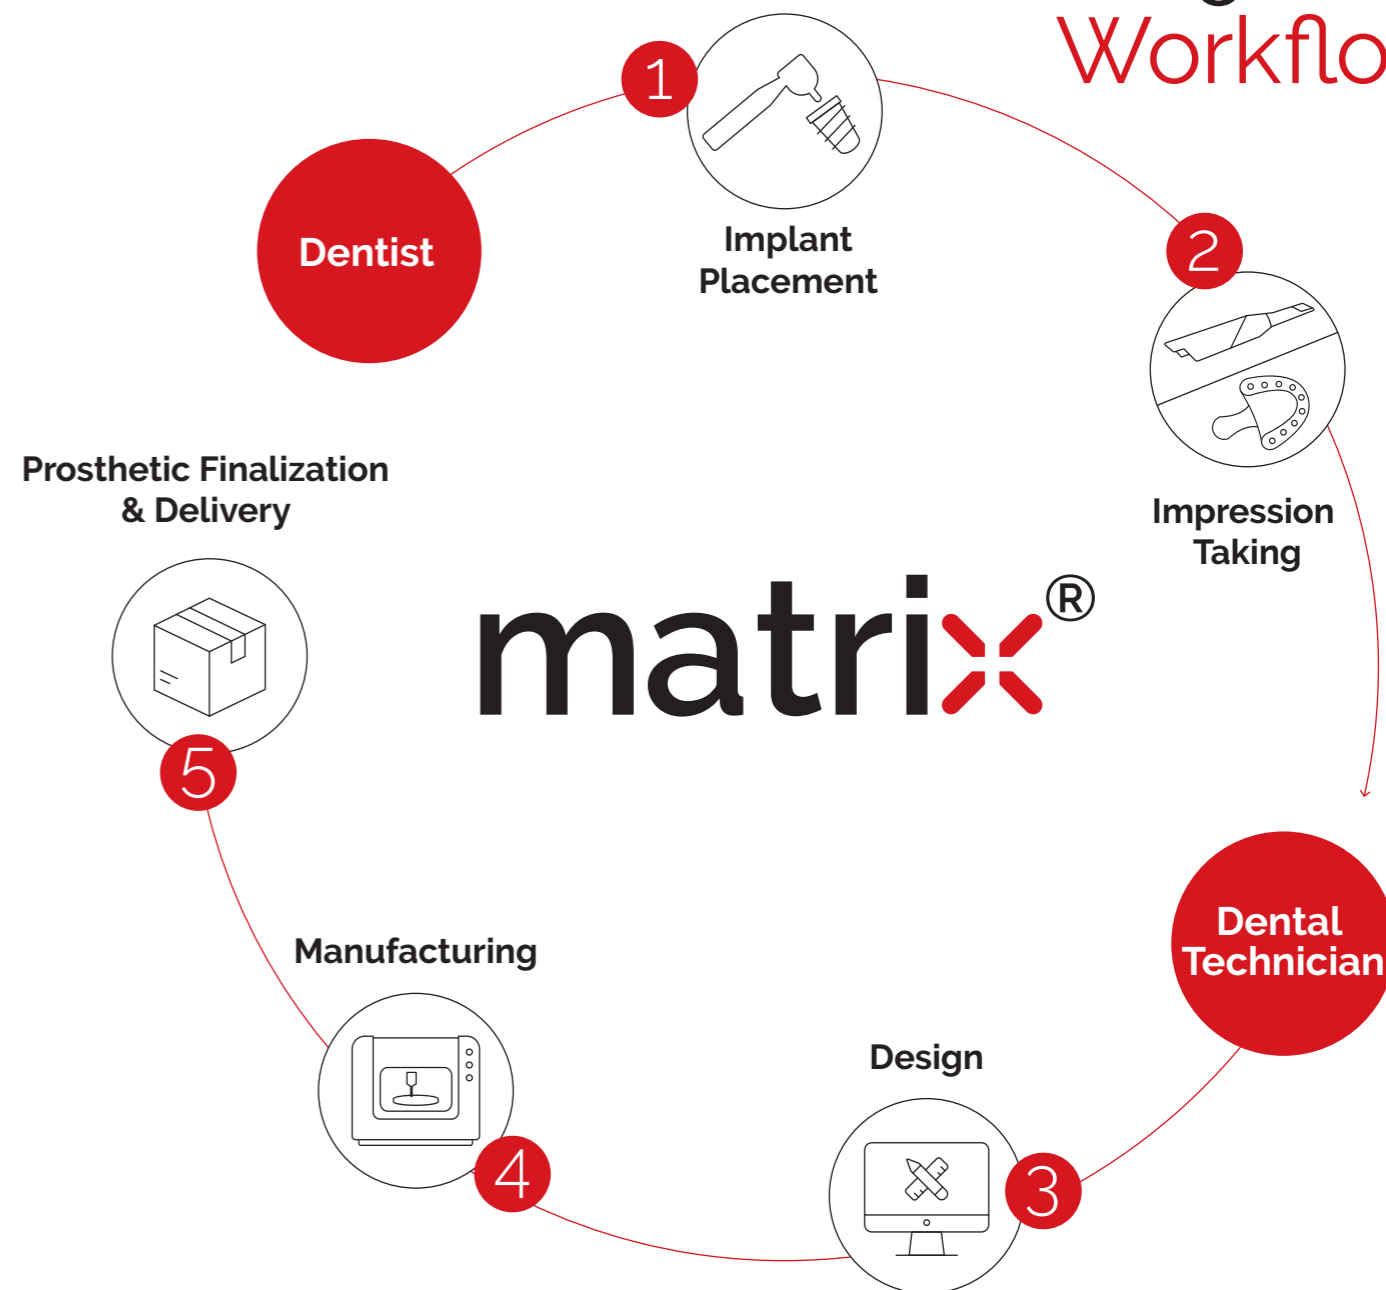 Workflo
1
Dentist
Implant
Placement
2
Impression
Taking
Prosthetic Finalization
& Delivery
matrix®
5
Dental
Technician
Manufacturing
Design
4
3